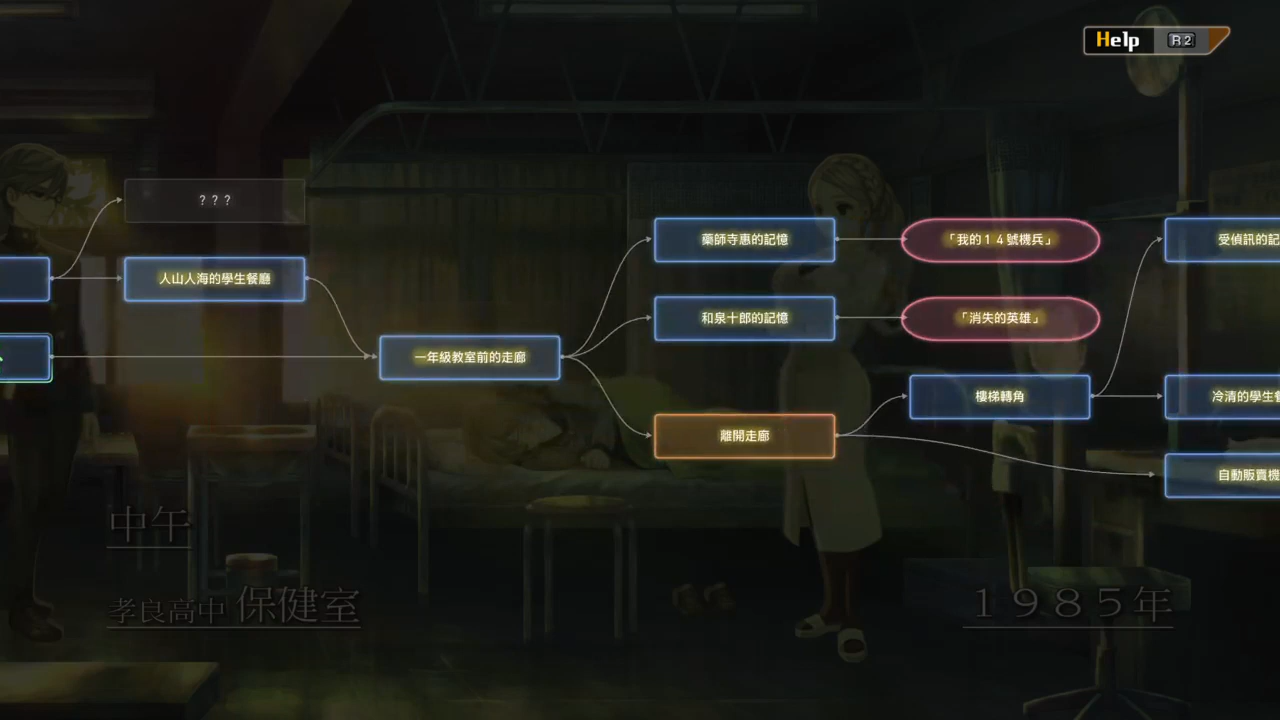 Help R2
？？？
人山人海的學生餐廳
一年級教室前的走廊
藥師寺惠的記憶
「我的１４號機兵」
和泉十郎的記憶
「消失的英雄」
離開走廊
樓梯轉角
受偵訊的記
冷清的學生
自動販賣機
中午
孝良高中 保健室
１９８５年